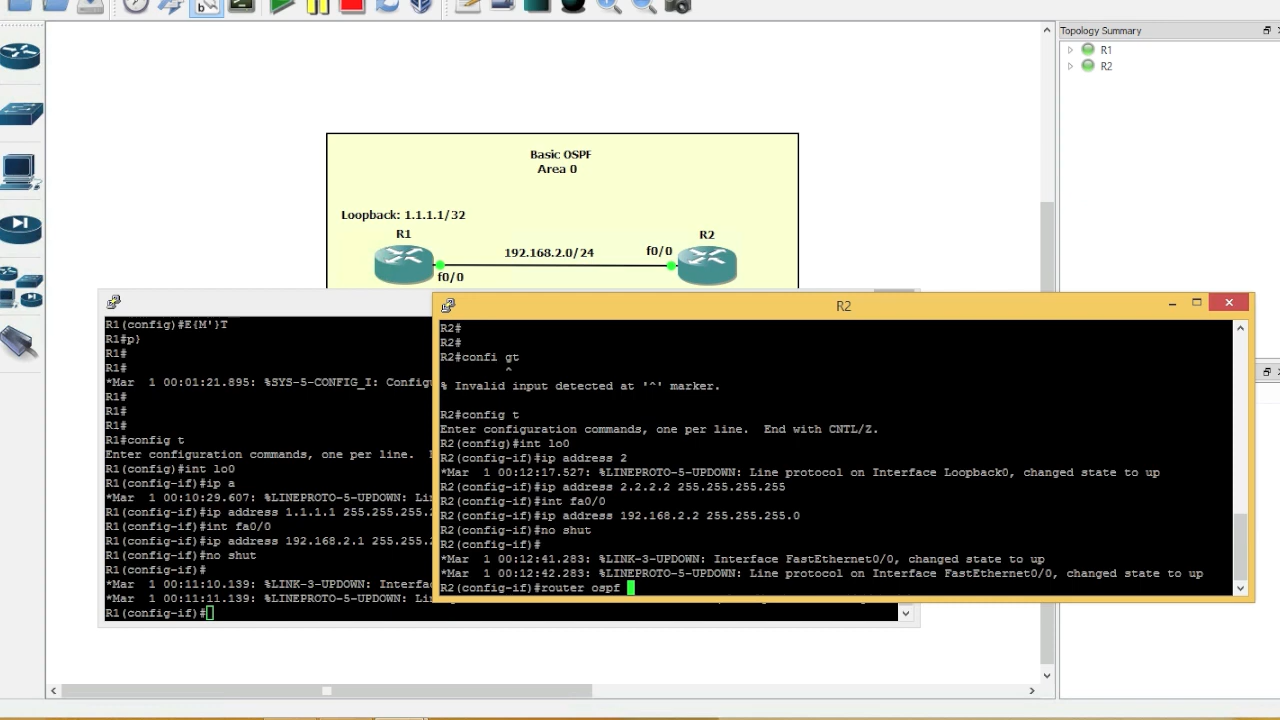 Topology Summary
R1
R2
Basic OSPF
Area 0
Loopback: 1.1.1.1/32
R1
R2
192.168.2.0/24
f0/0
f0/0
R1(config)#E{M'}T
R1#p}
R1#
R1#
*Mar  1 00:01:21.895: %SYS-5-CONFIG_I: Configu
R1#
R1#
R1#
R1#config t
Enter configuration commands, one per line.
R1(config)#int lo0
R1(config-if)#ip a
*Mar  1 00:10:29.607: %LINEPROTO-5-UPDOWN: Li
R1(config-if)#ip address 1.1.1.1 255.255.255.2
R1(config-if)#int fa0/0
R1(config-if)#ip address 192.168.2.1 255.255.2
R1(config-if)#no shut
R1(config-if)#
*Mar  1 00:11:10.139: %LINK-3-UPDOWN: Interfa
*Mar  1 00:11:11.139: %LINEPROTO-5-UPDOWN: Li
R1(config-if)#
R2
R2#
R2#
R2#confi gt
^
% Invalid input detected at '^' marker.
R2#config t
Enter configuration commands, one per line.  End with CNTL/Z.
R2(config)#int lo0
R2(config-if)#ip address 2
*Mar  1 00:12:17.527: %LINEPROTO-5-UPDOWN: Line protocol on Interface Loopback0, changed state to up
R2(config-if)#ip address 2.2.2.2 255.255.255.255
R2(config-if)#int fa0/0
R2(config-if)#ip address 192.168.2.2 255.255.255.0
R2(config-if)#no shut
R2(config-if)#
*Mar  1 00:12:41.283: %LINK-3-UPDOWN: Interface FastEthernet0/0, changed state to up
*Mar  1 00:12:42.283: %LINEPROTO-5-UPDOWN: Line protocol on Interface FastEthernet0/0, changed state to up
R2(config-if)#router ospf